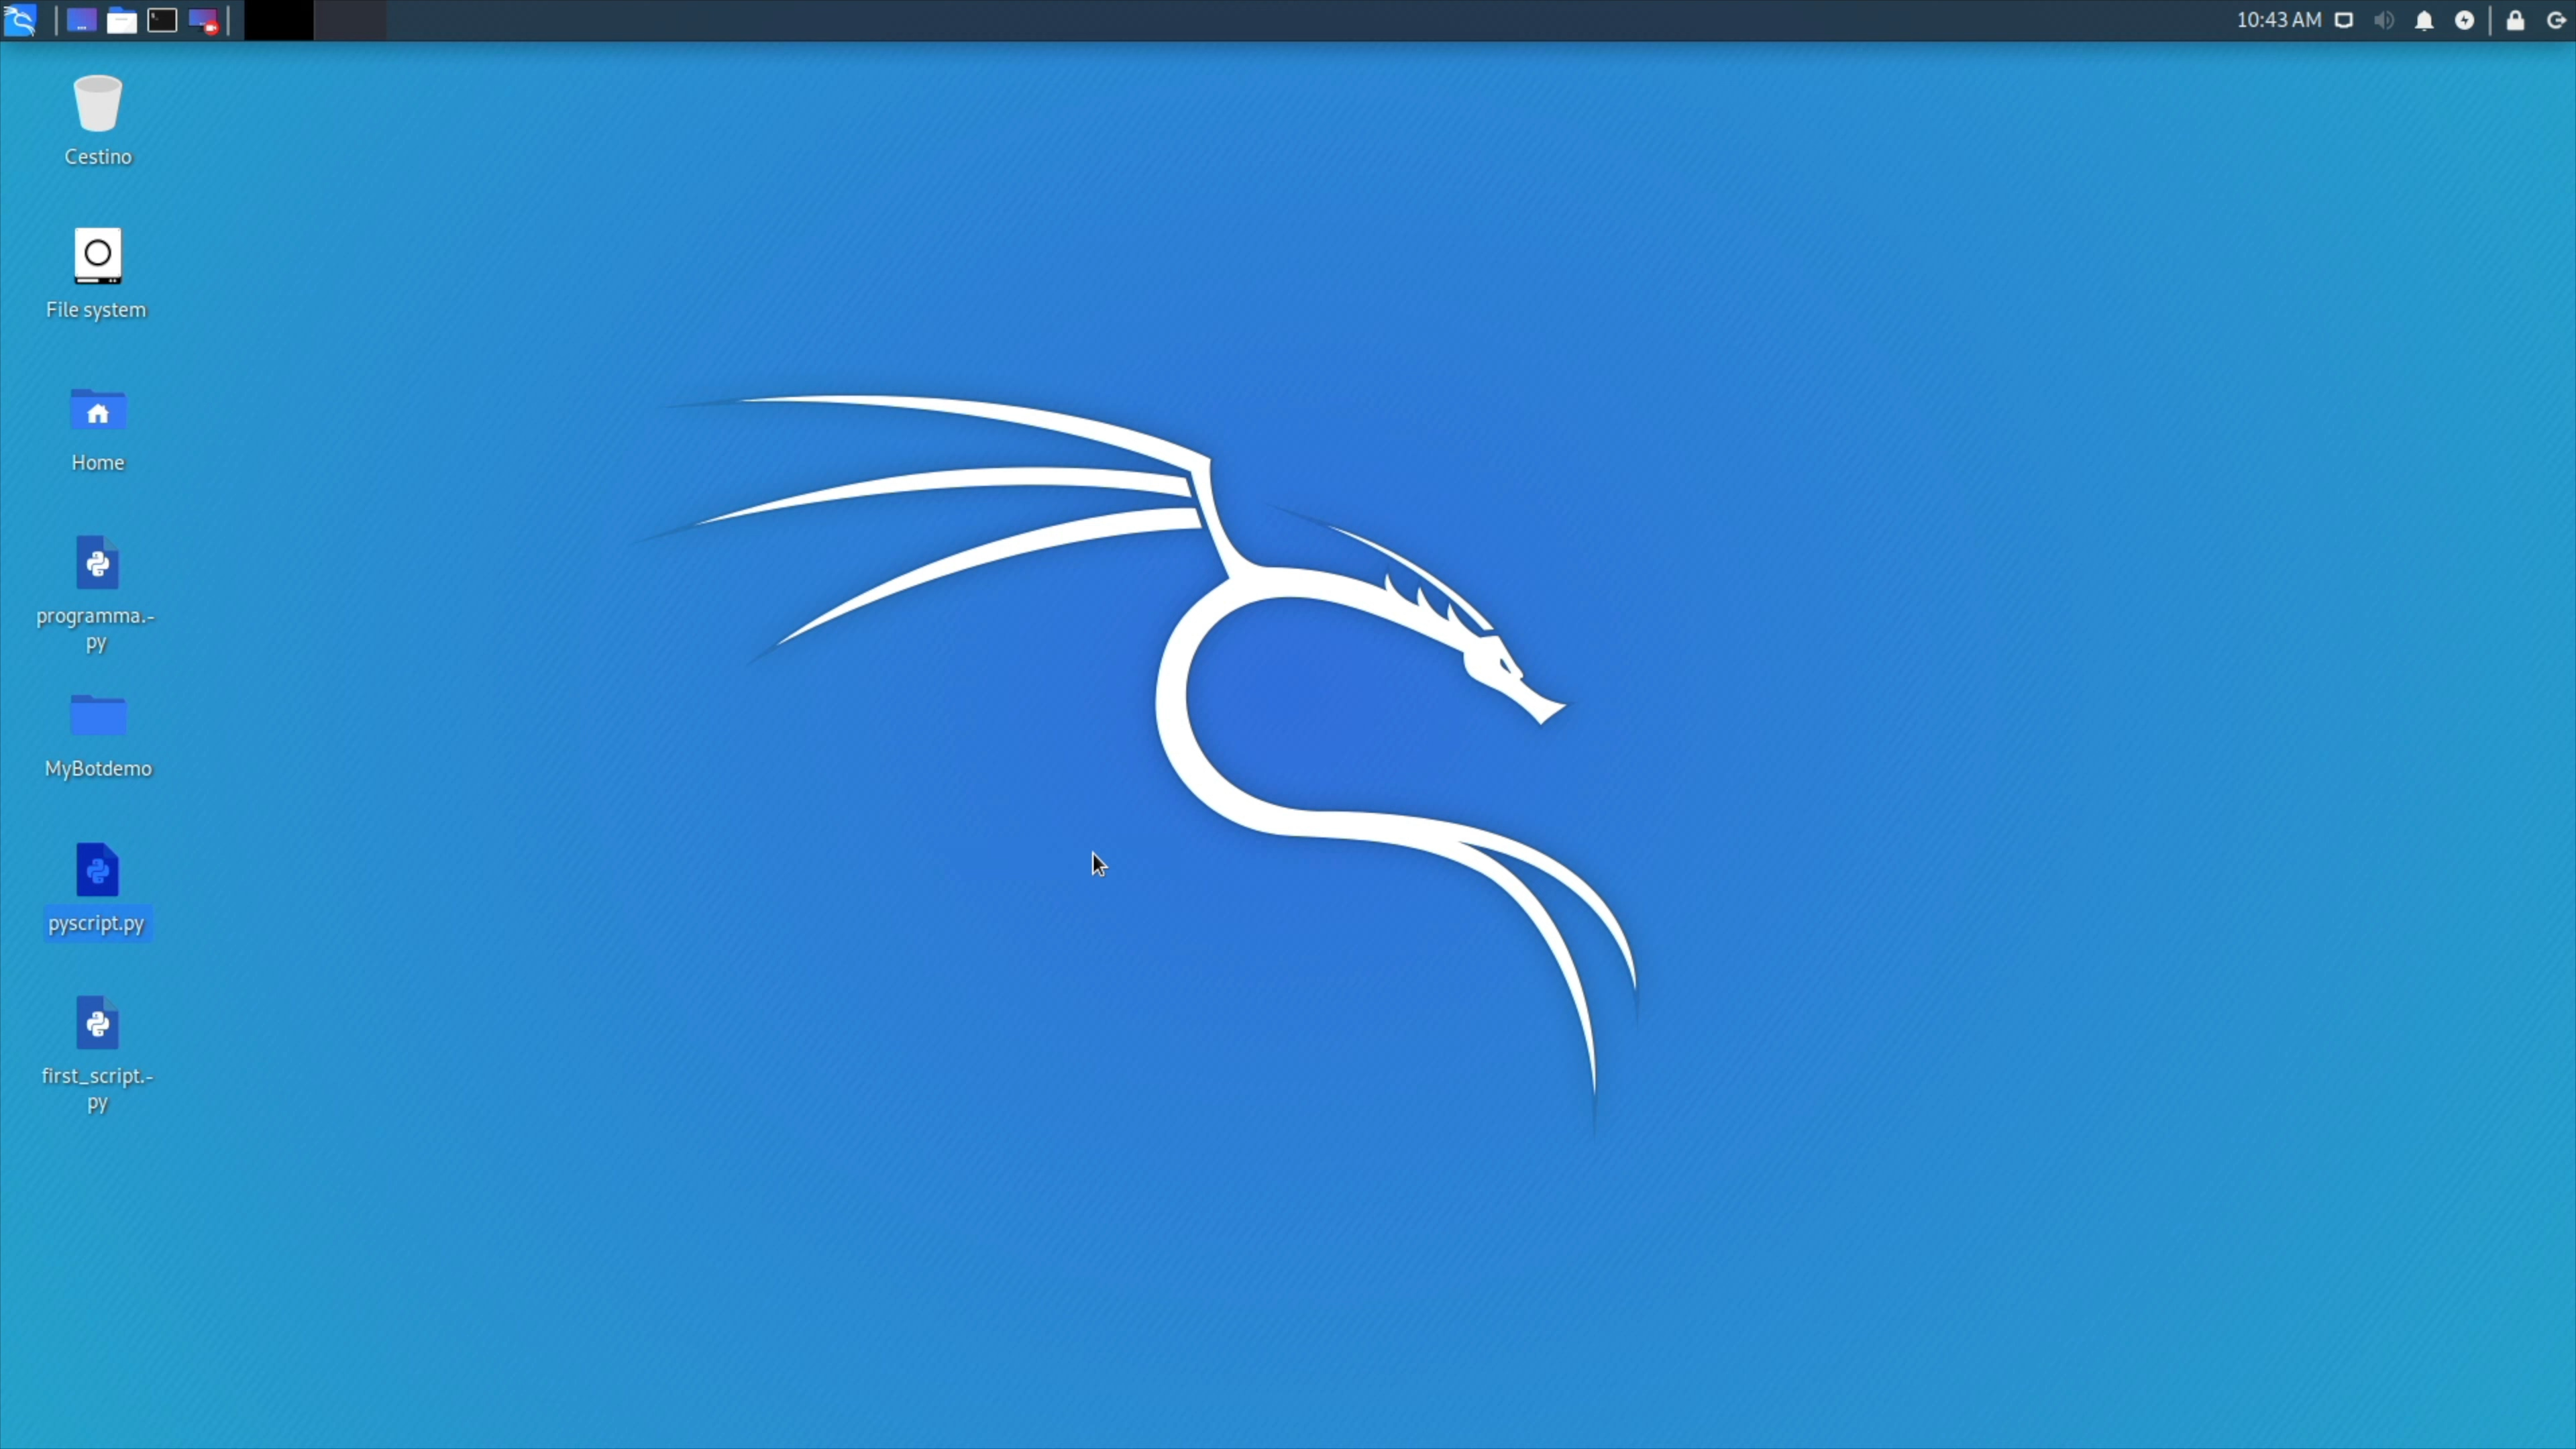 10:43 AM
Cestino
File system
Home
programma.-
py
MyBotdemo
pyscript.py
first_script.-
py